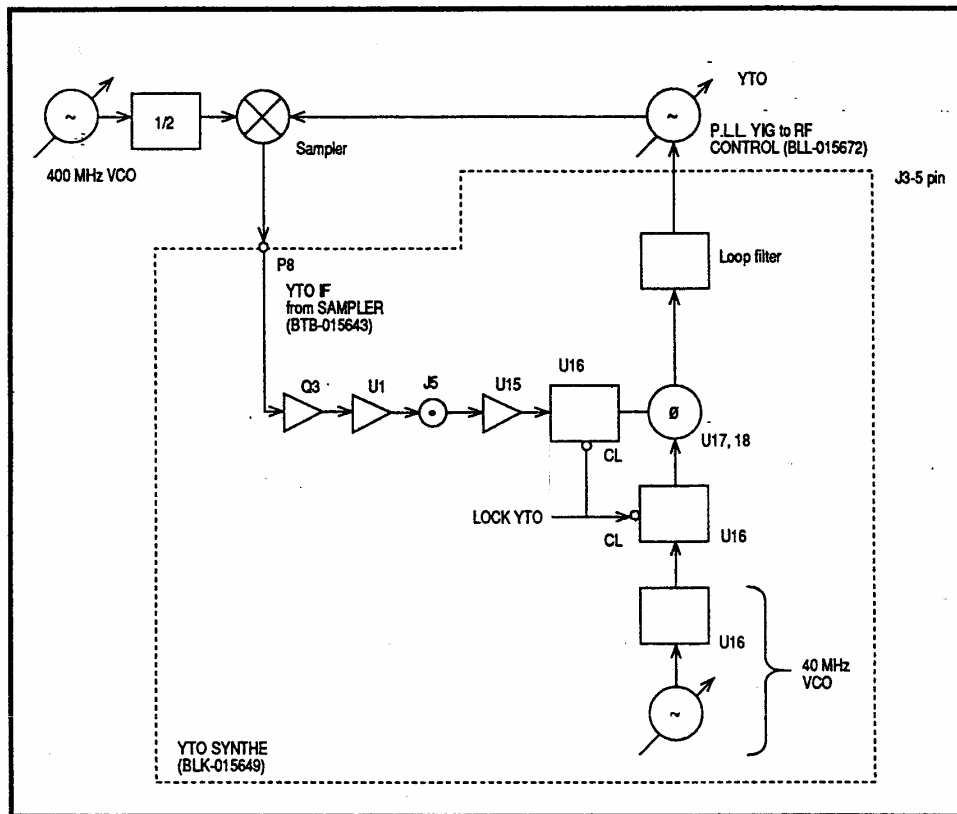 YTO
1/2
~
~
Sampler
P.L.L. YIG to RF
CONTROL (BLL-015672)
400 MHz VCO
J3-5 pin
Loop filter
P8
YTO IF
from SAMPLER
(BTB-015643)
Q3
U1
J5
U15
U16
ø
U17, 18
CL
LOCK YTO
CL
U16
U16
40 MHz
VCO
~
YTO SYNTHE
(BLK-015649)